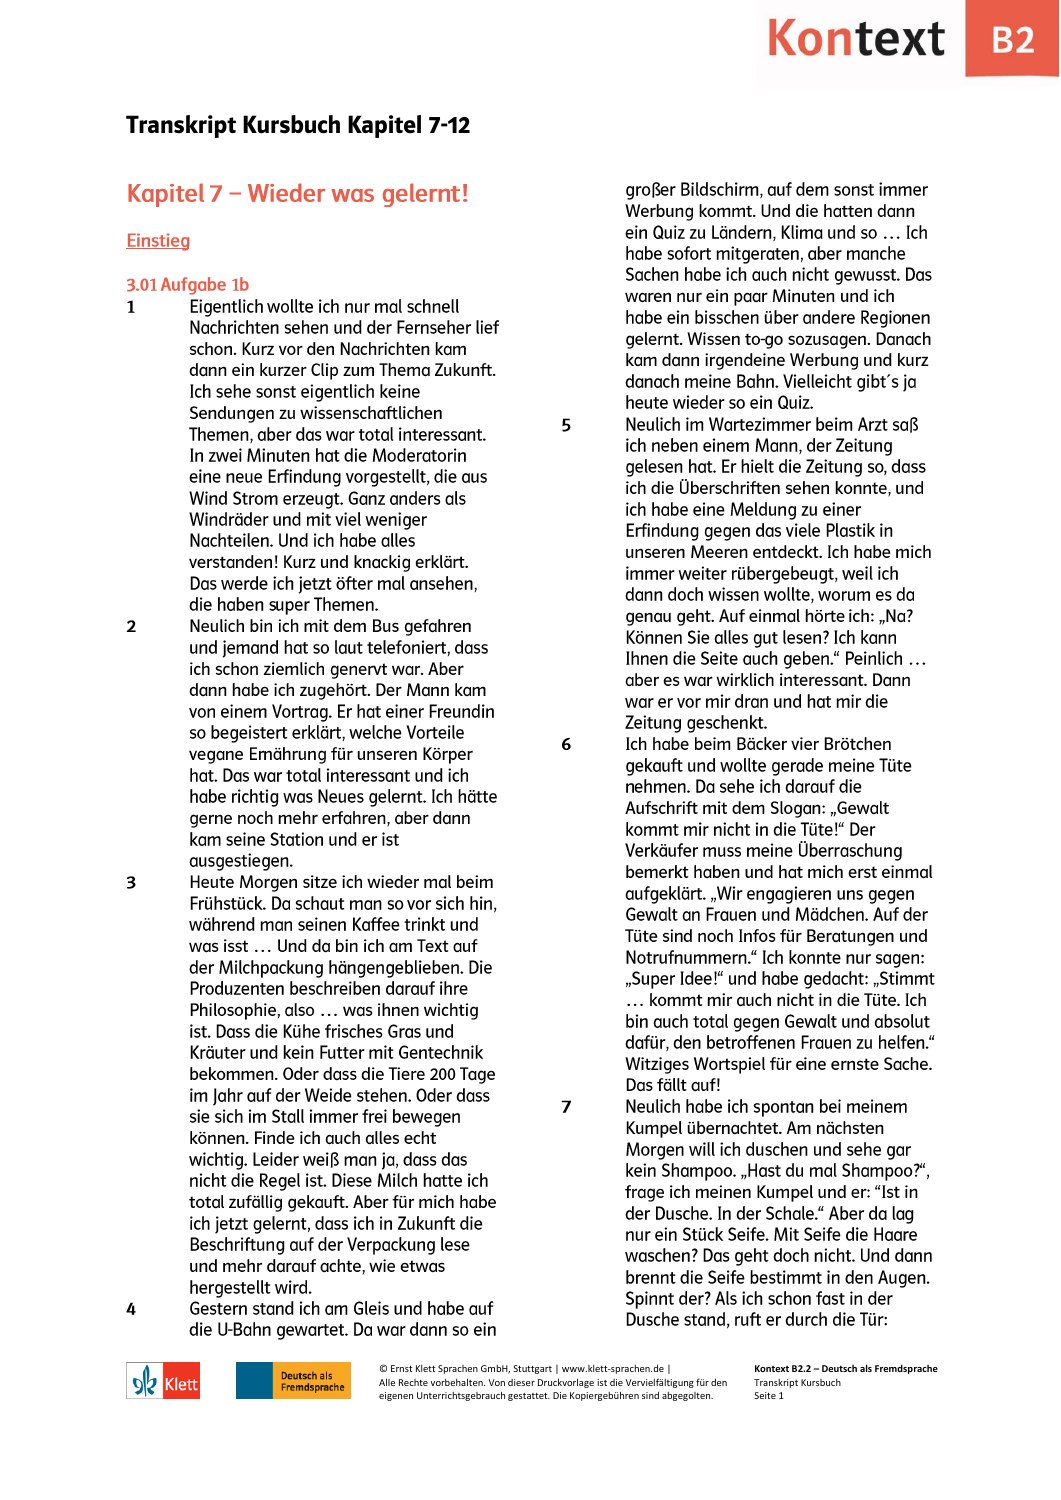 Kontext B2
Transkript Kursbuch Kapitel 7-12
Kapitel 7 – Wieder was gelernt!
Einstieg
3.01 Aufgabe 1b
1 Eigentlich wollte ich nur mal schnell
Nachrichten sehen und der Fernseher lief
schon. Kurz vor den Nachrichten kam
dann ein kurzer Clip zum Thema Zukunft.
Ich sehe sonst eigentlich keine
Sendungen zu wissenschaftlichen
Themen, aber das war total interessant.
In zwei Minuten hat die Moderatorin
eine neue Erfindung vorgestellt, die aus
Wind Strom erzeugt. Ganz anders als
Windräder und mit viel weniger
Nachteilen. Und ich habe alles
verstanden! Kurz und knackig erklärt.
Das werde ich jetzt öfter mal ansehen,
die haben super Themen.
2 Neulich bin ich mit dem Bus gefahren
und jemand hat so laut telefoniert, dass
ich schon ziemlich genervt war. Aber
dann habe ich zugehört. Der Mann kam
von einem Vortrag. Er hat einer Freundin
so begeistert erklärt, welche Vorteile
vegane Ernährung für unseren Körper
hat. Das war total interessant und ich
habe richtig was Neues gelernt. Ich hätte
gerne noch mehr erfahren, aber dann
kam seine Station und er ist
ausgestiegen.
3 Heute Morgen sitze ich wieder mal beim
Frühstück. Da schaut man so vor sich hin,
während man seinen Kaffee trinkt und
was isst … Und da bin ich am Text auf
der Milchpackung hängengeblieben. Die
Produzenten beschreiben darauf ihre
Philosophie, also … was ihnen wichtig
ist. Dass die Kühe frisches Gras und
Kräuter und kein Futter mit Gentechnik
bekommen. Oder dass die Tiere 200 Tage
im Jahr auf der Weide stehen. Oder dass
sie sich im Stall immer frei bewegen
können. Finde ich auch alles echt
wichtig. Leider weiß man ja, dass das
nicht die Regel ist. Diese Milch hatte ich
total zufällig gekauft. Aber für mich habe
ich jetzt gelernt, dass ich in Zukunft die
Beschriftung auf der Verpackung lese
und mehr darauf achte, wie etwas
hergestellt wird.
4 Gestern stand ich am Gleis und habe auf
die U-Bahn gewartet. Da war dann so ein
großer Bildschirm, auf dem sonst immer
Werbung kommt. Und die hatten dann
ein Quiz zu Ländern, Klima und so … Ich
habe sofort mitgeraten, aber manche
Sachen habe ich auch nicht gewusst. Das
waren nur ein paar Minuten und ich
habe ein bisschen über andere Regionen
gelernt. Wissen to-go sozusagen. Danach
kam dann irgendeine Werbung und kurz
danach meine Bahn. Vielleicht gibt´s ja
heute wieder so ein Quiz.
5 Neulich im Wartezimmer beim Arzt saß
ich neben einem Mann, der Zeitung
gelesen hat. Er hielt die Zeitung so, dass
ich die Überschriften sehen konnte, und
ich habe eine Meldung zu einer
Erfindung gegen das viele Plastik in
unseren Meeren entdeckt. Ich habe mich
immer weiter rübergebeugt, weil ich
dann doch wissen wollte, worum es da
genau geht. Auf einmal hörte ich: „Na?
Können Sie alles gut lesen? Ich kann
Ihnen die Seite auch geben.“ Peinlich …
aber es war wirklich interessant. Dann
war er vor mir dran und hat mir die
Zeitung geschenkt.
6 Ich habe beim Bäcker vier Brötchen
gekauft und wollte gerade meine Tüte
nehmen. Da sehe ich darauf die
Aufschrift mit dem Slogan: „Gewalt
kommt mir nicht in die Tüte!“ Der
Verkäufer muss meine Überraschung
bemerkt haben und hat mich erst einmal
aufgeklärt. „Wir engagieren uns gegen
Gewalt an Frauen und Mädchen. Auf der
Tüte sind noch Infos für Beratungen und
Notrufnummern.“ Ich konnte nur sagen:
„Super Idee!“ und habe gedacht: „Stimmt
… kommt mir auch nicht in die Tüte. Ich
bin auch total gegen Gewalt und absolut
dafür, den betroffenen Frauen zu helfen.“
Witziges Wortspiel für eine ernste Sache.
Das fällt auf!
7 Neulich habe ich spontan bei meinem
Kumpel übernachtet. Am nächsten
Morgen will ich duschen und sehe gar
kein Shampoo. „Hast du mal Shampoo?“,
frage ich meinen Kumpel und er: “Ist in
der Dusche. In der Schale.“ Aber da lag
nur ein Stück Seife. Mit Seife die Haare
waschen? Das geht doch nicht. Und dann
brennt die Seife bestimmt in den Augen.
Spinnt der? Als ich schon fast in der
Dusche stand, ruft er durch die Tür:
Klett
Deutsch als
Fremdsprache
© Ernst Klett Sprachen GmbH, Stuttgart | www.klett-sprachen.de |
Alle Rechte vorbehalten. Von dieser Druckvorlage ist die Vervielfältigung für den
eigenen Unterrichtsgebrauch gestattet. Die Kopiergebühren sind abgegolten.
Kontext B2.2 – Deutsch als Fremdsprache
Transkript Kursbuch
Seite 1